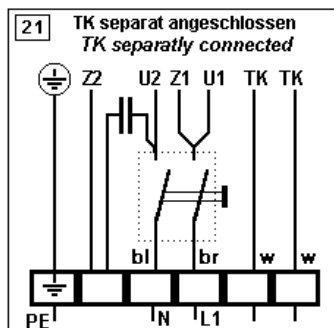 21 TK separat angeschlossen
TK separatly connected
Z2 U2 Z1 U1 TK TK
bl br w w
PE N L1